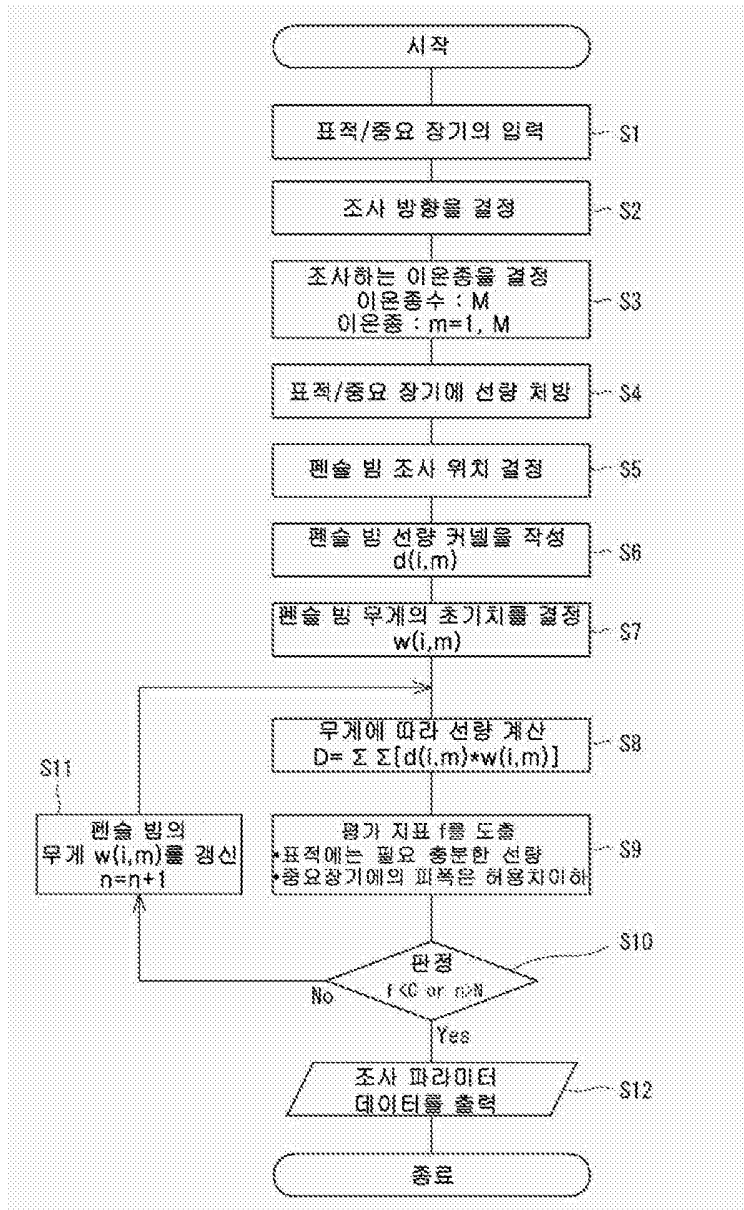 시작
표적/중요 장기의 입력
S1
조사 방향을 결정
S2
조사하는 이온종을 결정
이온종수 : M
이온종 : m=1, M
S3
표적/중요 장기에 선량 처방
S4
펜슬 빔 조사 위치 결정
S5
펜슬 빔 선량 커넬을 작성
d(i,m)
S6
펜슬 빔 무게의 초기치를 결정
w(i,m)
S7
무게에 따라 선량 계산
D= Σ Σ[d(i,m)*w(i,m)]
S8
S11
펜슬 빔의
무게 w(i,m)를 갱신
n=n+1
평가 지표 f를 도출
•표적에는 필요 충분한 선량
•중요장기에의 피폭은 허용치이하
S9
판정
f<C or n>N
S10
No
Yes
조사 파라미터
데이터를 출력
S12
종료